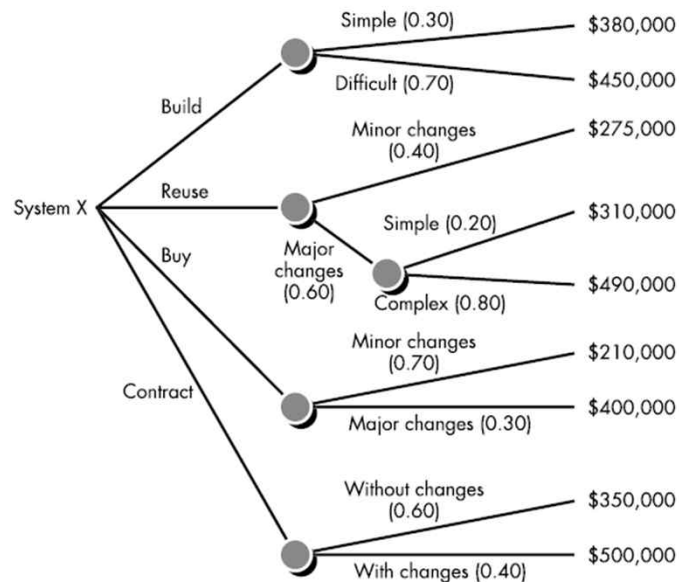 Simple (0.30)
$380,000
Difficult (0.70)
$450,000
Build
Minor changes
(0.40)
$275,000
System X
Reuse
Simple (0.20)
$310,000
Major
changes
(0.60)
Buy
Complex (0.80)
$490,000
Minor changes
(0.70)
$210,000
Contract
Major changes (0.30)
$400,000
Without changes
(0.60)
$350,000
With changes (0.40)
$500,000